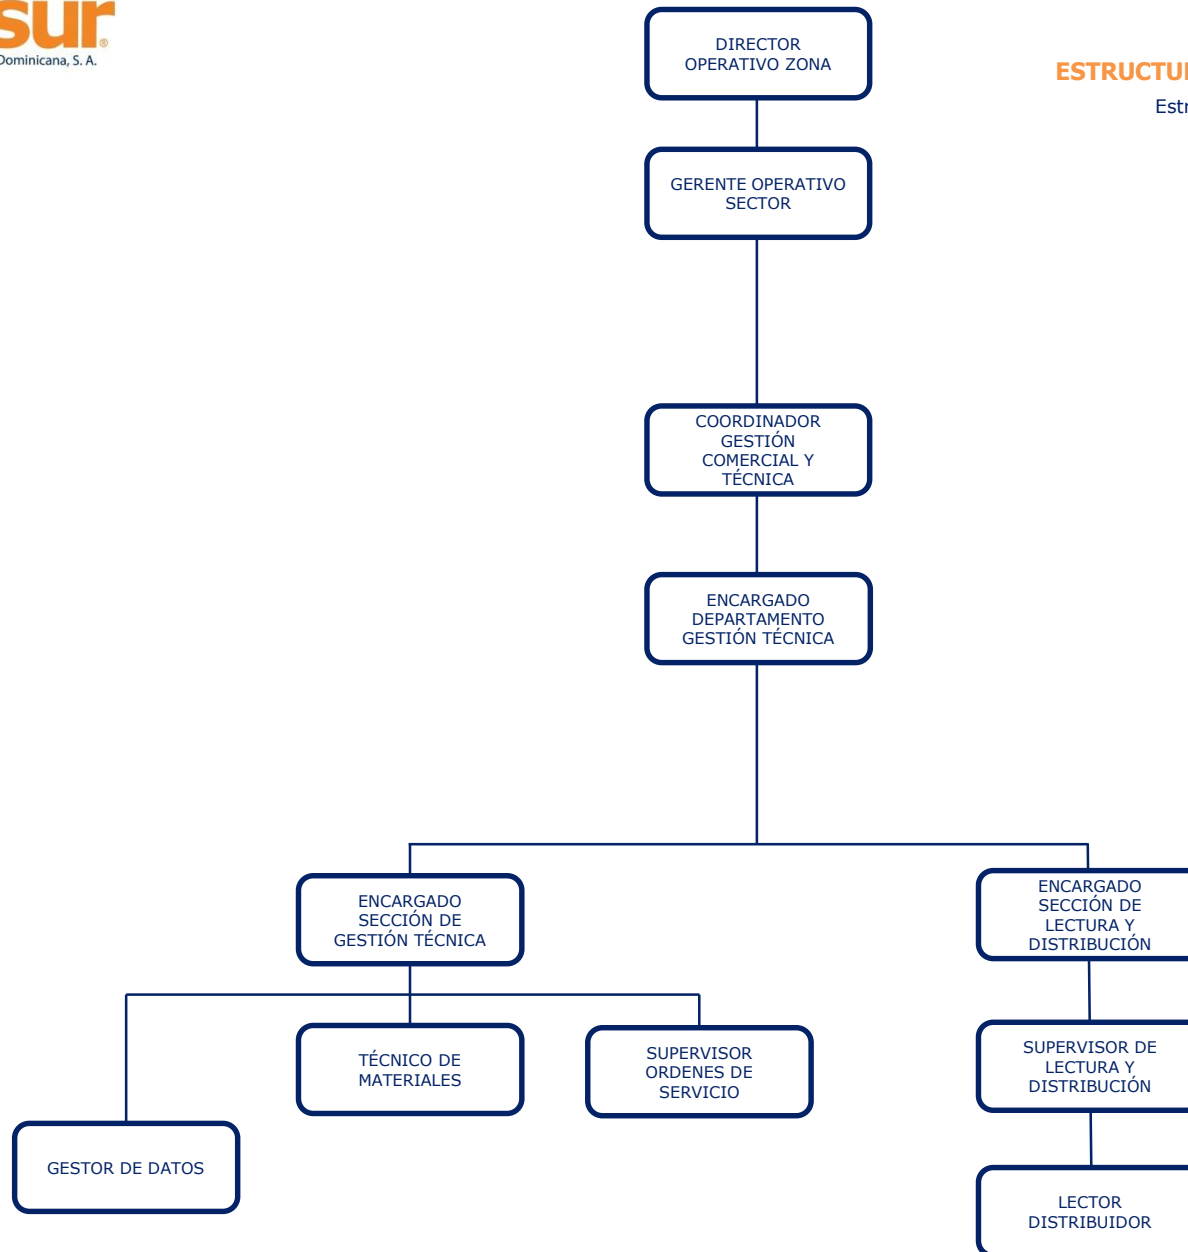 sur®
Dominicana, S. A.
DIRECTOR
OPERATIVO ZONA
Estr
GERENTE OPERATIVO
SECTOR
COORDINADOR
GESTIÓN
COMERCIAL Y
TÉCNICA
ENCARGADO
DEPARTAMENTO
GESTIÓN TÉCNICA
ENCARGADO
SECCIÓN DE
GESTIÓN TÉCNICA
ENCARGADO
SECCIÓN DE
LECTURA Y
DISTRIBUCIÓN
TÉCNICO DE
MATERIALES
SUPERVISOR
ORDENES DE
SERVICIO
SUPERVISOR DE
LECTURA Y
DISTRIBUCIÓN
GESTOR DE DATOS
LECTOR
DISTRIBUIDOR